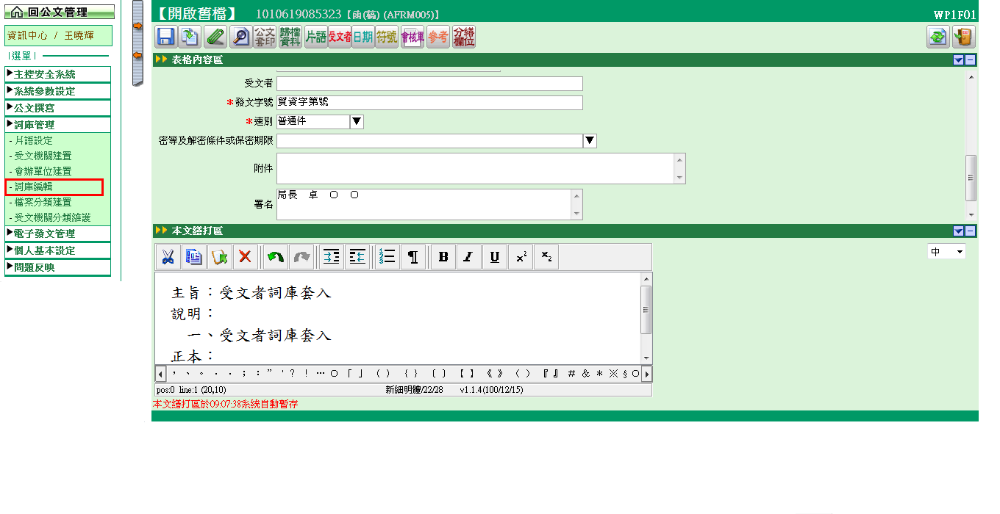 回公文管理
資訊中心 / 王曉輝
|選單|
主控安全系統
系統參數設定
公文撰寫
詞庫管理
- 片語設定
- 受文機關建置
- 會辦單位建置
- 詞庫編輯
- 檔案分類建置
- 受文機關分類維護
電子發文管理
個人基本設定
問題反映
【開啟舊檔】 1010619085323【函(稿) (AFRM005)】 WP1F01
公文套印 歸檔資料 片語 受文者 日期 符號 會核單 參考 分繕欄位
表格內容區
受文者
*發文字號 貿資字第號
*速別 普通件
密等及解密條件或保密期限
附件
署名 局長 卓 ○ ○
本文繕打區
B I U x² x₂
中
主旨：受文者詞庫套入
說明：
一、受文者詞庫套入
正本：
, 、 。 . · ; : ” ' ? ! … ○ 「 」 ( ) { } 〔 〕 【 】 《 》 〈 〉 『 』 # & * ※ § ○
pos:0 line:1 (20,10) 新細明體/22/28 v1.1.4(100/12/15)
本文繕打區於09:07:38系統自動暫存